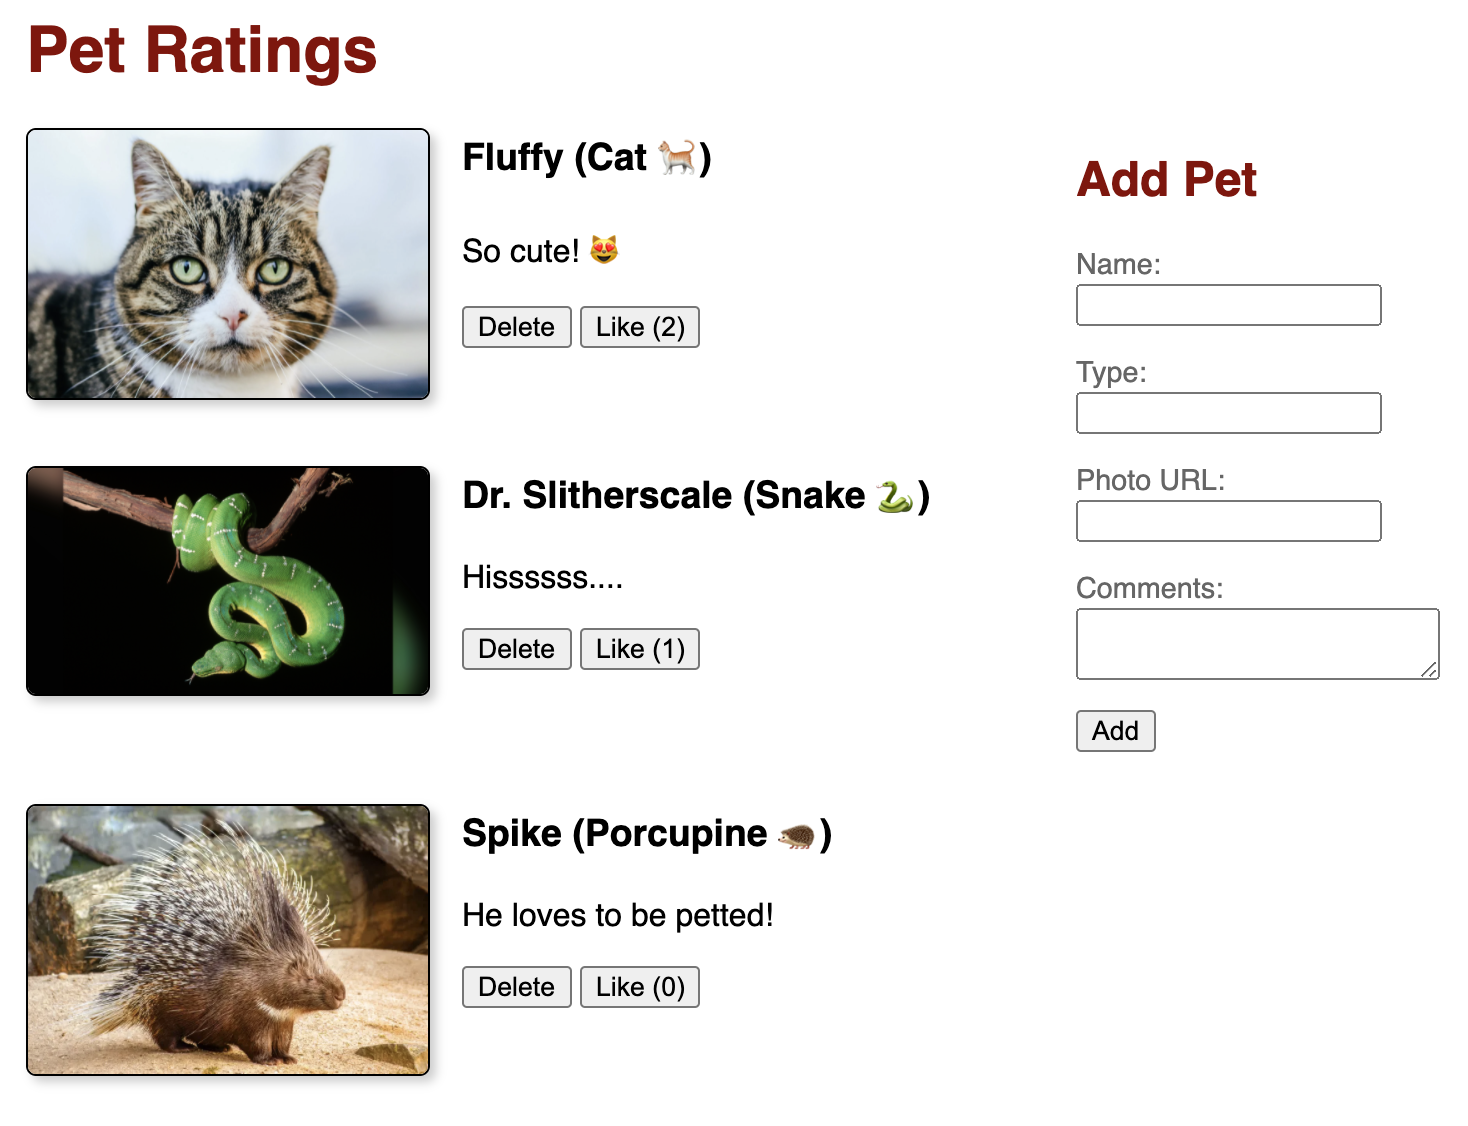 Pet Ratings
Fluffy (Cat 🐈)
So cute! 😻
Delete
Like (2)
Dr. Slitherscale (Snake 🐍)
Hissssss....
Delete
Like (1)
Spike (Porcupine 🦔)
He loves to be petted!
Delete
Like (0)
Add Pet
Name:
Type:
Photo URL:
Comments:
Add